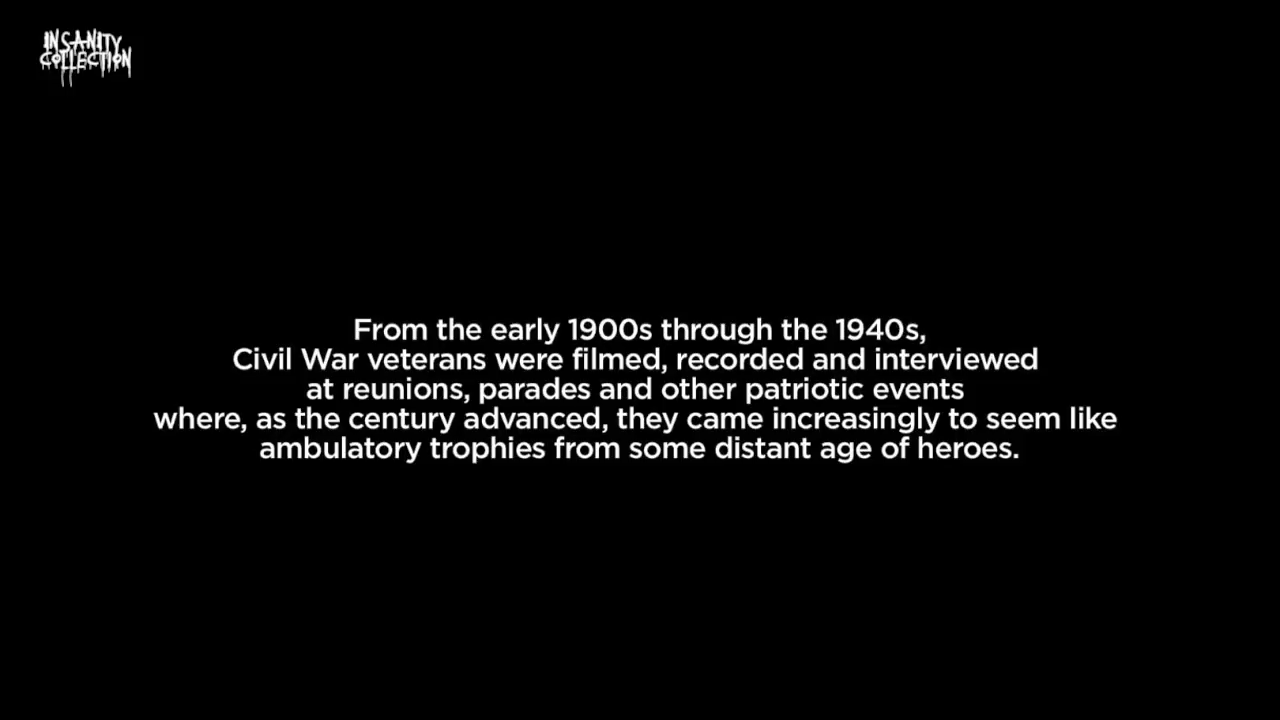 INSANITY
COLLECTION
From the early 1900s through the 1940s,
Civil War veterans were filmed, recorded and interviewed
at reunions, parades and other patriotic events
where, as the century advanced, they came increasingly to seem like
ambulatory trophies from some distant age of heroes.